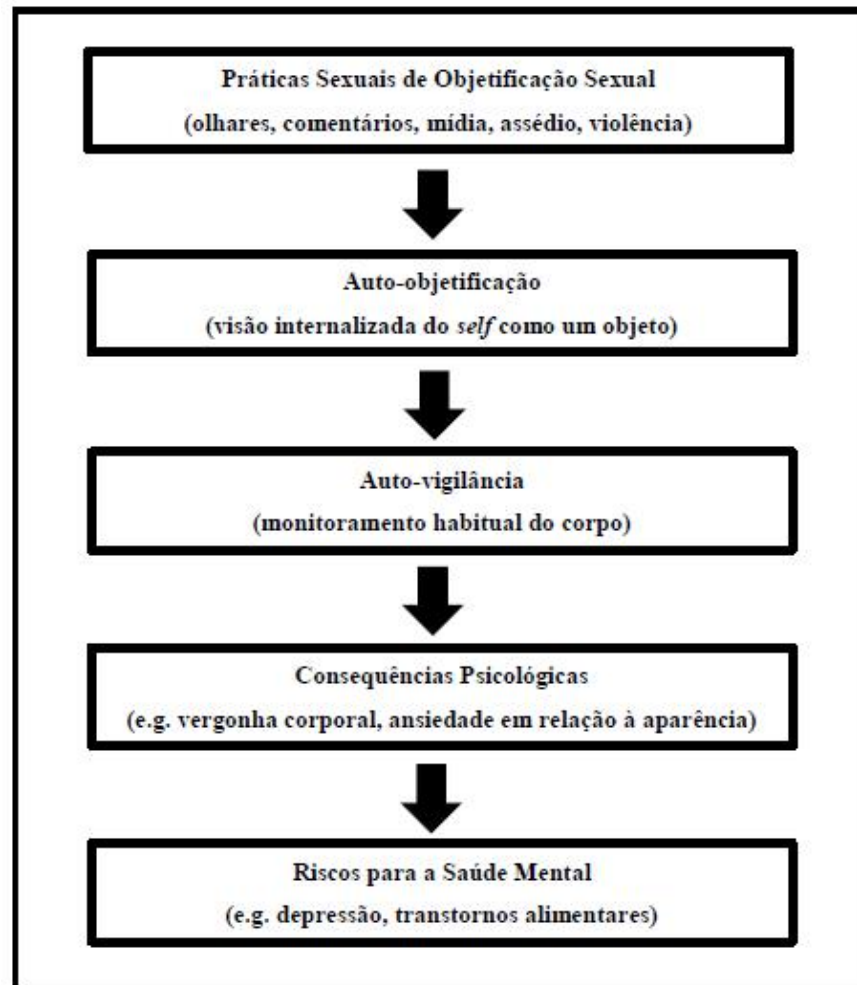 Práticas Sexuais de Objetificação Sexual
(olhares, comentários, mídia, assédio, violência)
Auto-objetificação
(visão internalizada do self como um objeto)
Auto-vigilância
(monitoramento habitual do corpo)
Consequências Psicológicas
(e.g. vergonha corporal, ansiedade em relação à aparência)
Riscos para a Saúde Mental
(e.g. depressão, transtornos alimentares)